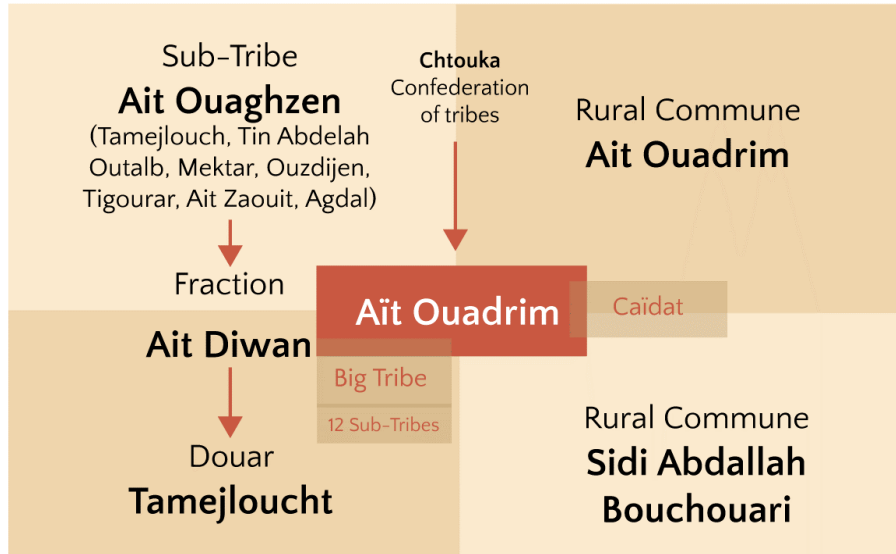 Sub-Tribe
Ait Ouaghzen
(Tamejlouch, Tin Abdelah
Outalb, Mektar, Ouzdijen,
Tigourar, Ait Zaouit, Agdal)
Fraction
Ait Diwan
Douar
Tamejloucht
Chtouka
Confederation
of tribes
Aït Ouadrim
Caïdat
Big Tribe
12 Sub-Tribes
Rural Commune
Ait Ouadrim
Rural Commune
Sidi Abdallah
Bouchouari